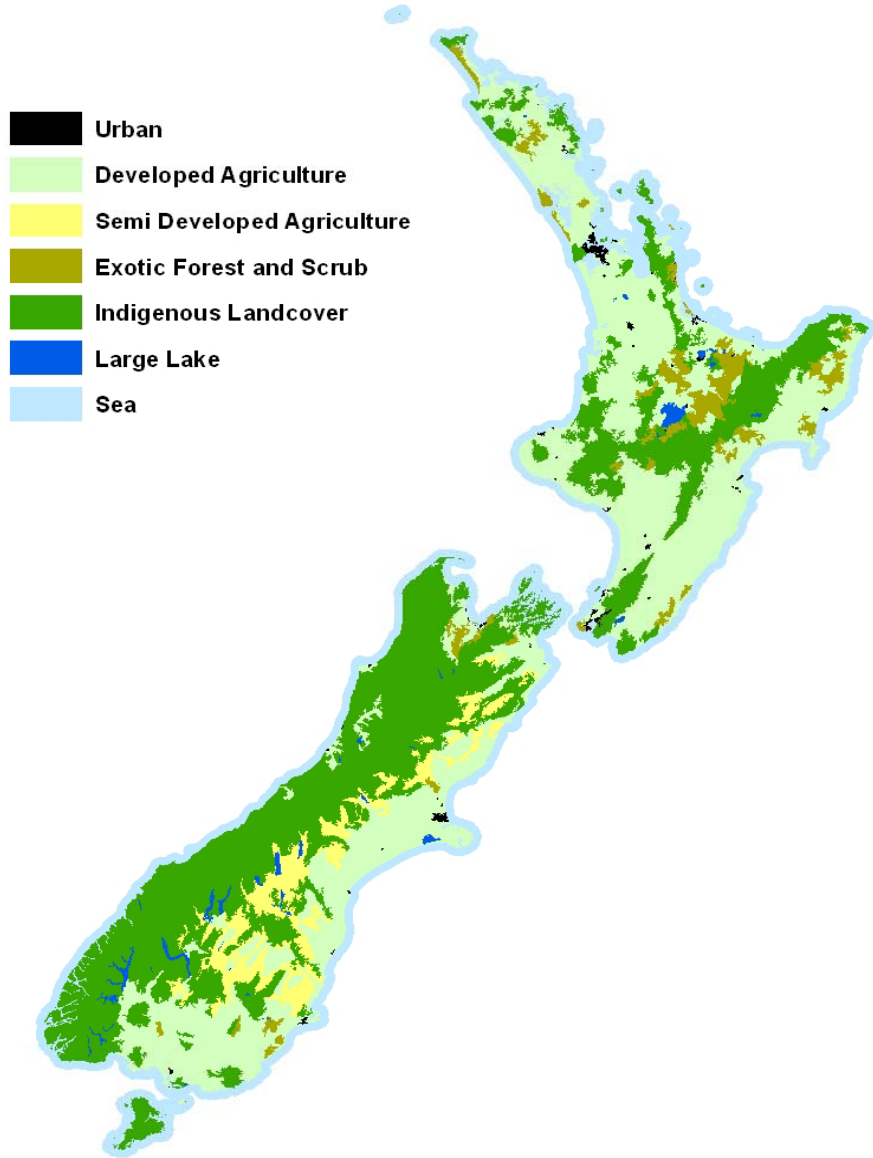 Urban
Developed Agriculture
Semi Developed Agriculture
Exotic Forest and Scrub
Indigenous Landcover
Large Lake
Sea